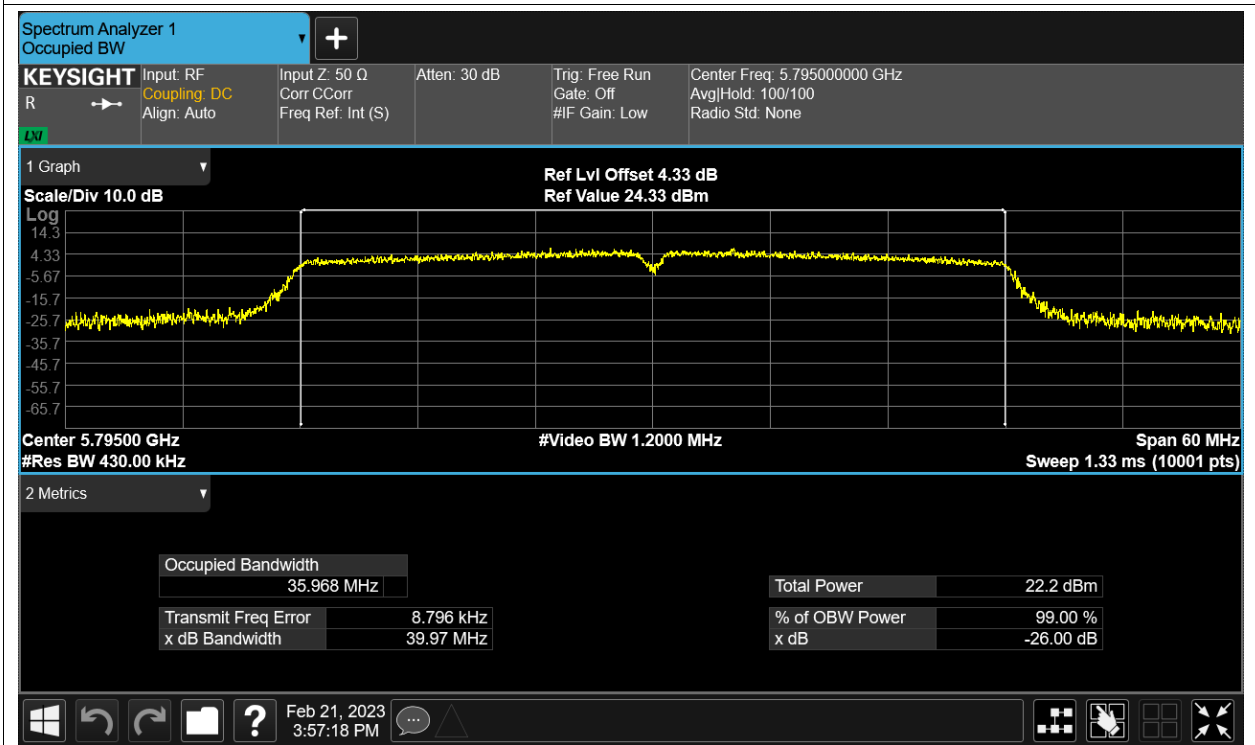 Spectrum Analyzer 1
Occupied BW
KEYSIGHT
R
LXI
Input: RF
Coupling: DC
Align: Auto
Input Z: 50 Ω
Corr CCorr
Freq Ref: Int (S)
Atten: 30 dB
Trig: Free Run
Gate: Off
#IF Gain: Low
Center Freq: 5.795000000 GHz
Avg|Hold: 100/100
Radio Std: None
1 Graph
Scale/Div 10.0 dB
Ref Lvl Offset 4.33 dB
Ref Value 24.33 dBm
Log
14.3
4.33
-5.67
-15.7
-25.7
-35.7
-45.7
-55.7
-65.7
Center 5.79500 GHz
#Video BW 1.2000 MHz
Span 60 MHz
#Res BW 430.00 kHz
Sweep 1.33 ms (10001 pts)
2 Metrics
Occupied Bandwidth
35.968 MHz
Total Power 22.2 dBm
Transmit Freq Error 8.796 kHz
% of OBW Power 99.00 %
x dB Bandwidth 39.97 MHz
x dB -26.00 dB
?
Feb 21, 2023
3:57:18 PM